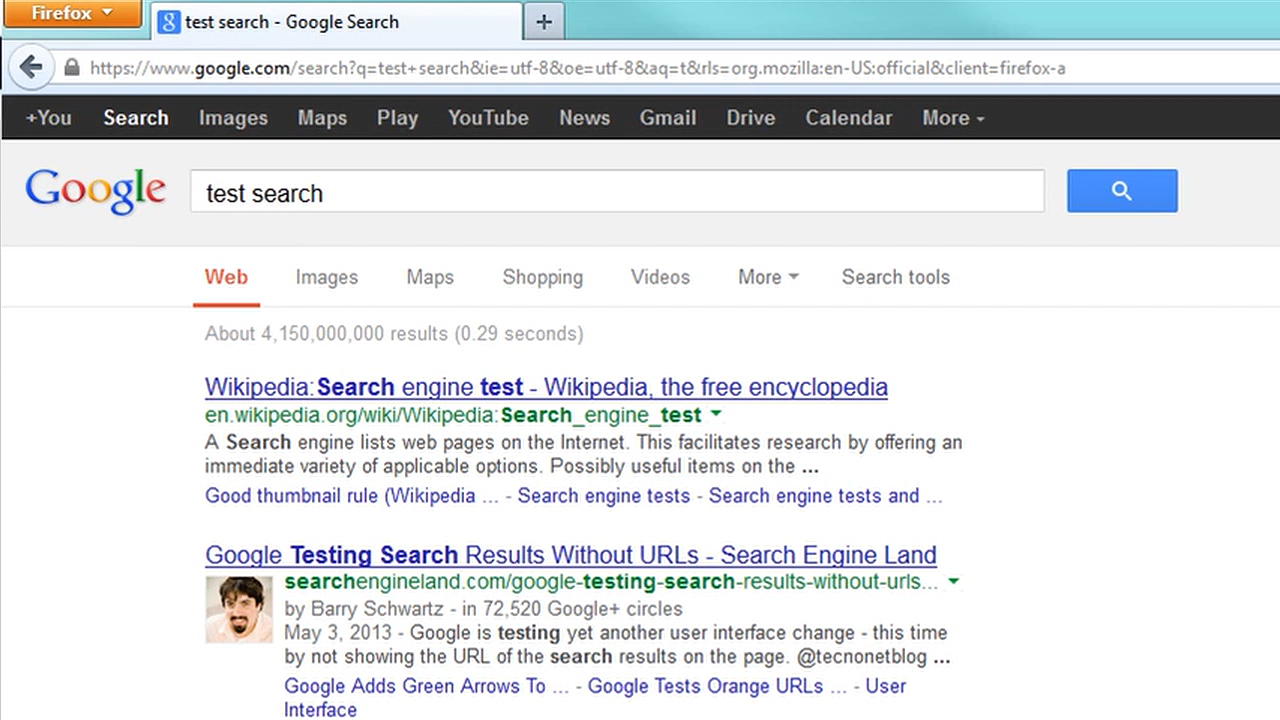 Firefox
test search - Google Search
https://www.google.com/search?q=test+search&ie=utf-8&oe=utf-8&aq=t&rls=org.mozilla:en-US:official&client=firefox-a
+You Search Images Maps Play YouTube News Gmail Drive Calendar More
Google test search
Web Images Maps Shopping Videos More Search tools
About 4,150,000,000 results (0.29 seconds)
Wikipedia:Search engine test - Wikipedia, the free encyclopedia
en.wikipedia.org/wiki/Wikipedia:Search_engine_test
A Search engine lists web pages on the Internet. This facilitates research by offering an
immediate variety of applicable options. Possibly useful items on the ...
Good thumbnail rule (Wikipedia ... - Search engine tests - Search engine tests and ...
Google Testing Search Results Without URLs - Search Engine Land
searchengineland.com/google-testing-search-results-without-urls...
by Barry Schwartz - in 72,520 Google+ circles
May 3, 2013 - Google is testing yet another user interface change - this time
by not showing the URL of the search results on the page. @tecnonetblog ...
Google Adds Green Arrows To ... - Google Tests Orange URLs ... - User
Interface